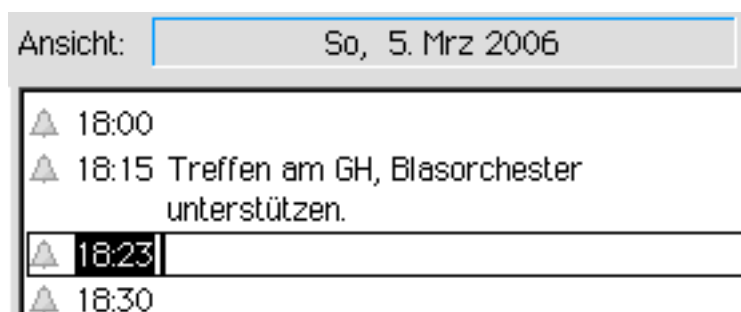 Ansicht: So, 5. Mrz 2006
18:00
18:15 Treffen am GH, Blasorchester
unterstützen.
18:23
18:30